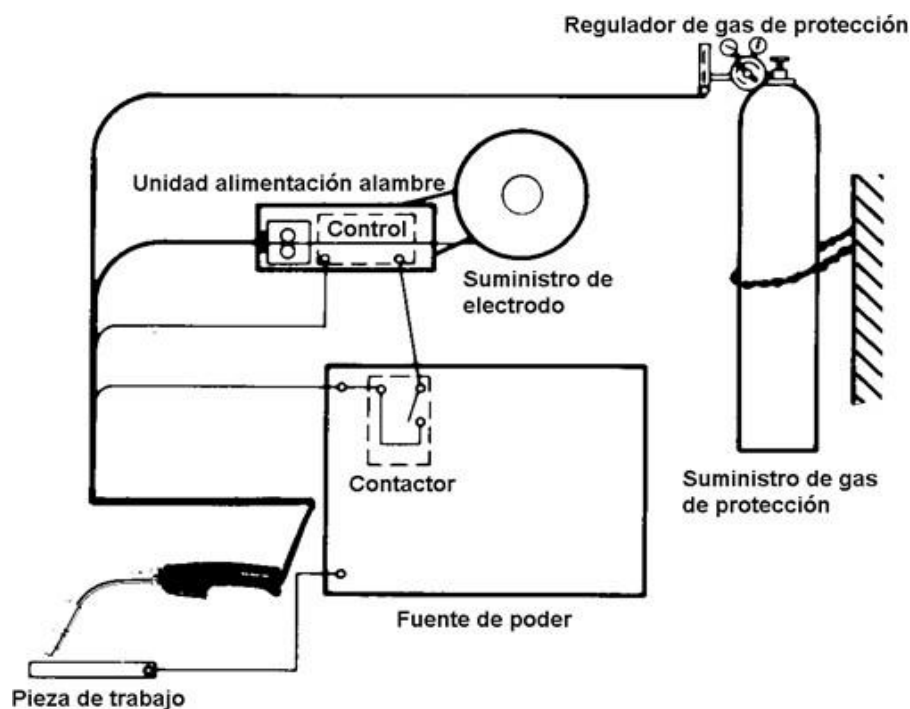 Regulador de gas de protección
Unidad alimentación alambre
Control
Suministro de
electrodo
Contactor
Suministro de gas
de protección
Fuente de poder
Pieza de trabajo